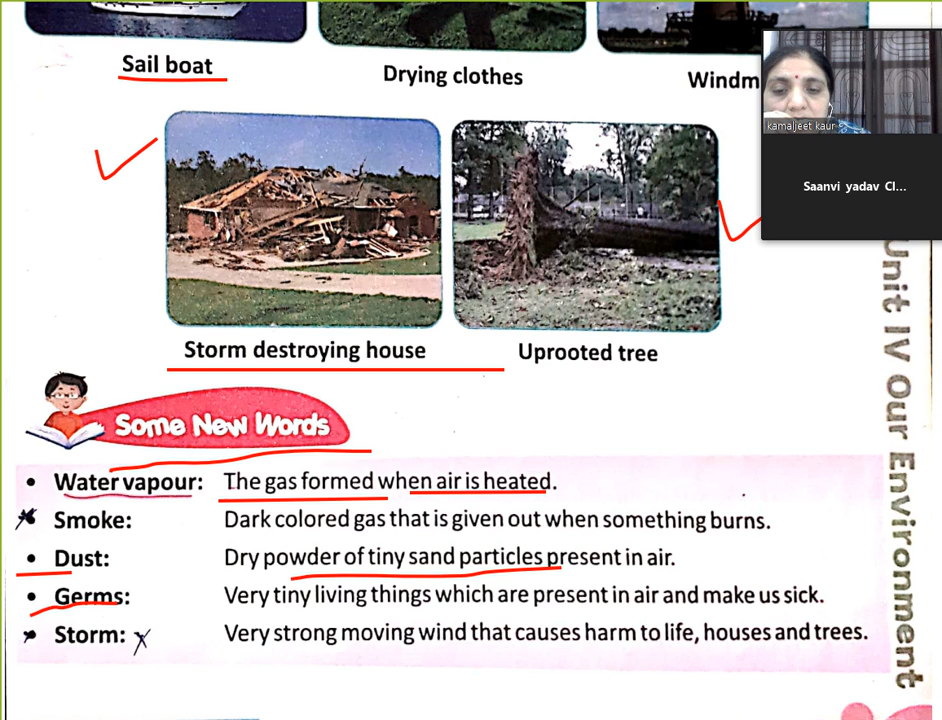 Sail boat
Drying clothes
Windm
kamaljeet kaur
Saanvi yadav Cl...
Storm destroying house
Uprooted tree
Unit IV Our Environment
Some New Words
• Water vapour: The gas formed when air is heated.
Smoke: Dark colored gas that is given out when something burns.
• Dust: Dry powder of tiny sand particles present in air.
• Germs: Very tiny living things which are present in air and make us sick.
• Storm: Very strong moving wind that causes harm to life, houses and trees.